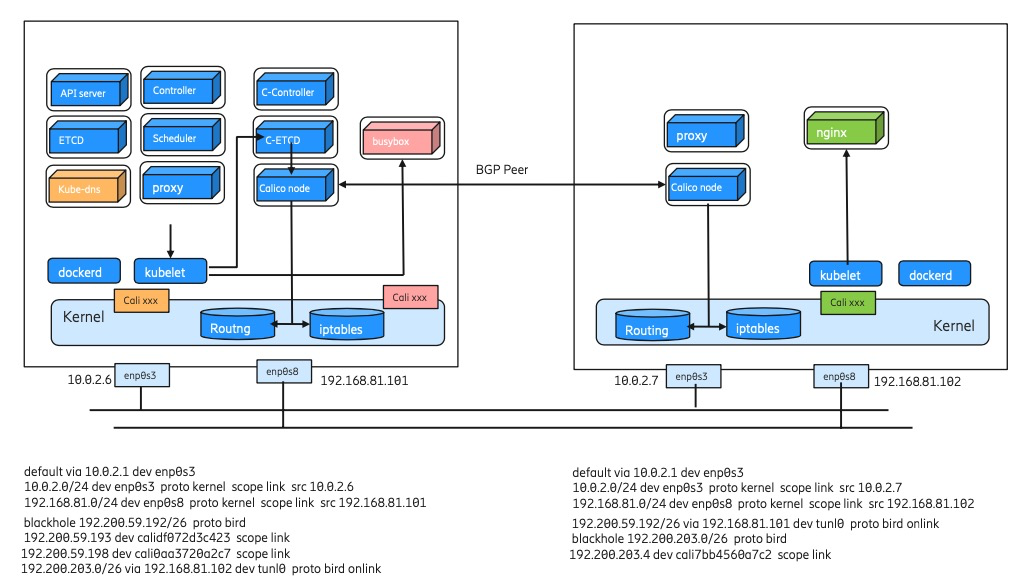 API server
Controller
C-Controller
ETCD
Scheduler
C-ETCD
busybox
Kube-dns
proxy
Calico node
BGP Peer
proxy
nginx
Calico node
dockerd
kubelet
kubelet
dockerd
Cali xxx
Cali xxx
Cali xxx
Kernel
Routng
iptables
Routing
iptables
Kernel
10.0.2.6
enp0s3
enp0s8
192.168.81.101
10.0.2.7
enp0s3
enp0s8
192.168.81.102
default via 10.0.2.1 dev enp0s3
10.0.2.0/24 dev enp0s3 proto kernel scope link src 10.0.2.6
192.168.81.0/24 dev enp0s8 proto kernel scope link src 192.168.81.101
blackhole 192.200.59.192/26 proto bird
192.200.59.193 dev calidf072d3c423 scope link
192.200.59.198 dev cali0aa3720a2c7 scope link
192.200.203.0/26 via 192.168.81.102 dev tunl0 proto bird onlink
default via 10.0.2.1 dev enp0s3
10.0.2.0/24 dev enp0s3 proto kernel scope link src 10.0.2.7
192.168.81.0/24 dev enp0s8 proto kernel scope link src 192.168.81.102
192.200.59.192/26 via 192.168.81.101 dev tunl0 proto bird onlink
blackhole 192.200.203.0/26 proto bird
192.200.203.4 dev cali7bb4560a7c2 scope link